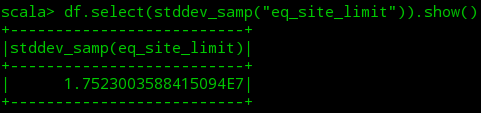 scala> df.select(stddev_samp("eq_site_limit")).show()
+--------------------------+
|stddev_samp(eq_site_limit)|
+--------------------------+
|      1.7523003588415094E7|
+--------------------------+